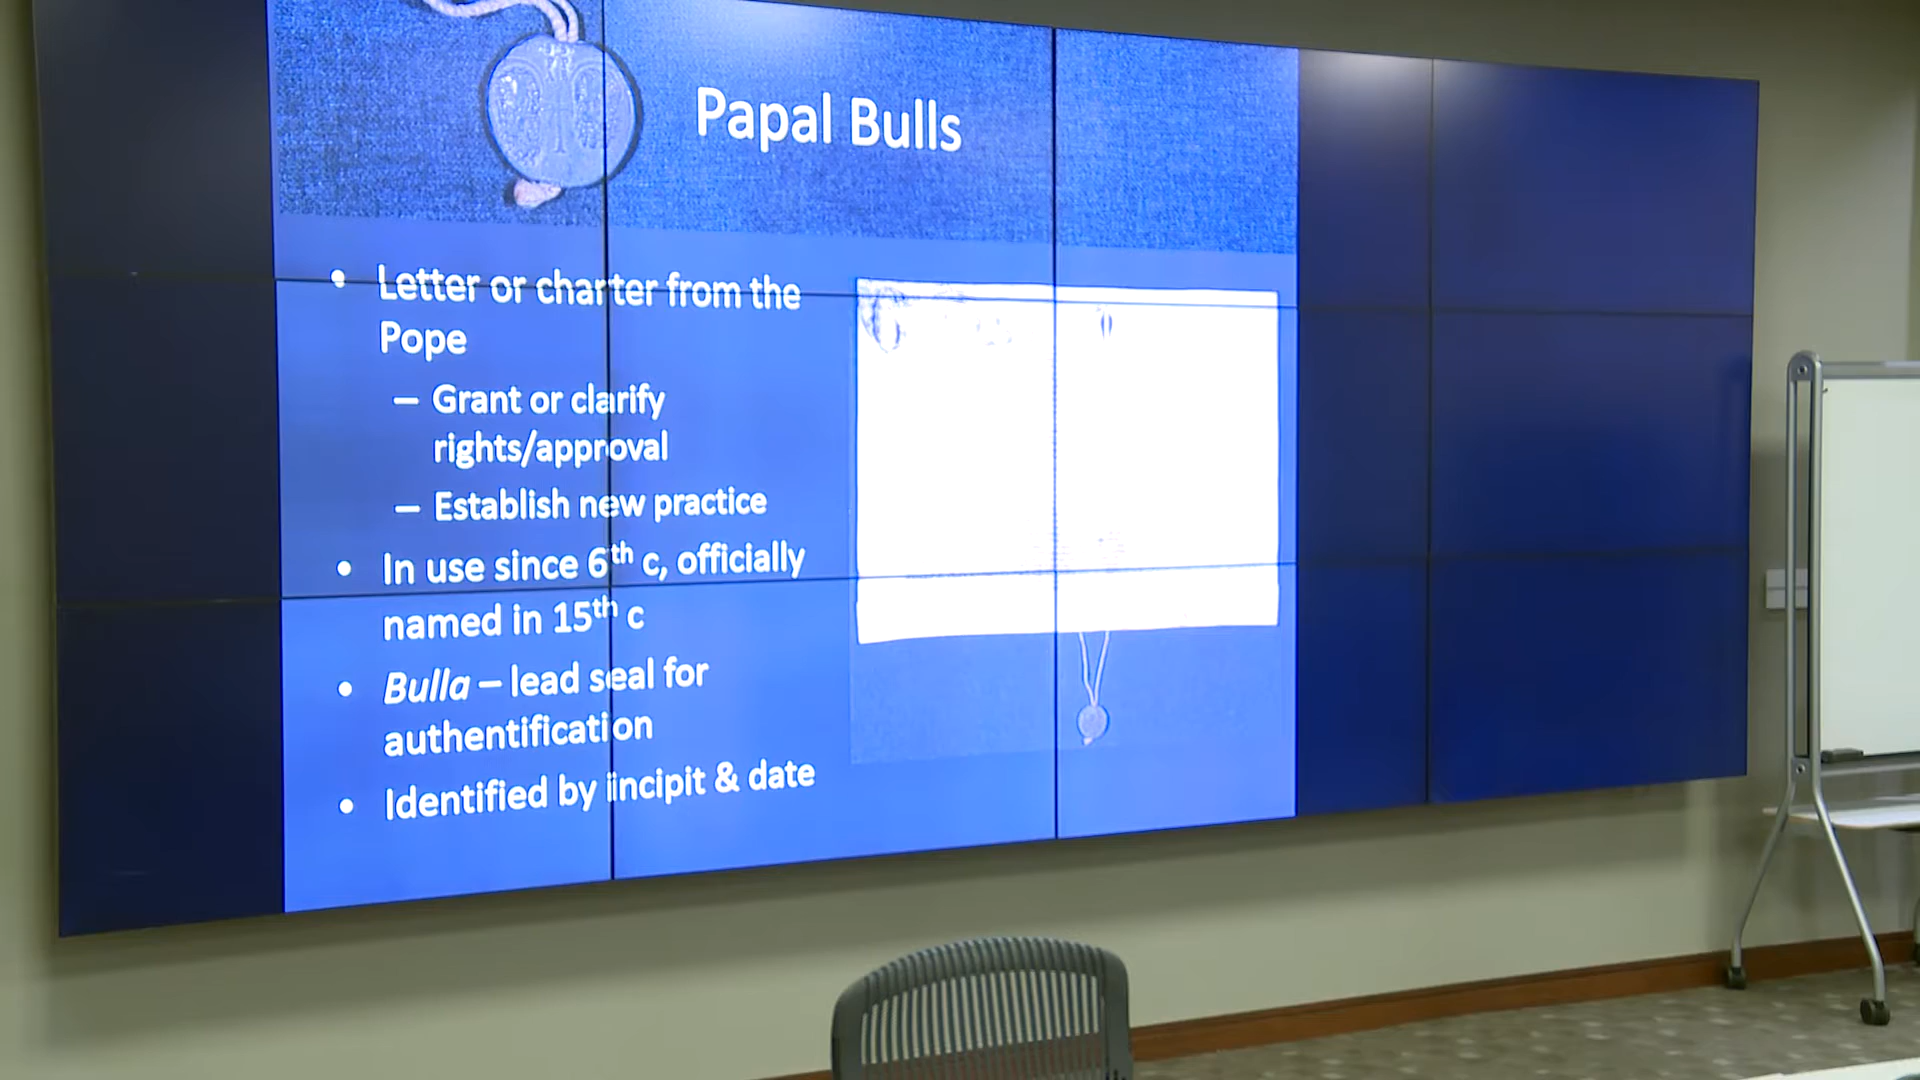 Papal Bulls
• Letter or charter from the
Pope
– Grant or clarify
rights/approval
– Establish new practice
• In use since 6th c, officially
named in 15th c
• Bulla – lead seal for
authentification
• Identified by incipit & date